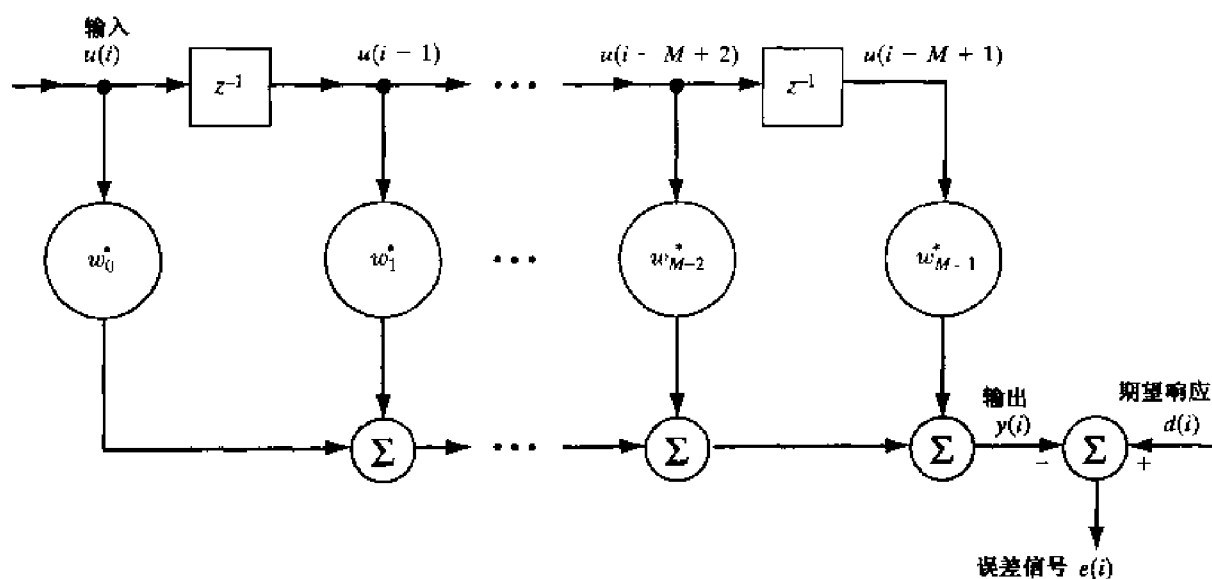 输入
u(i)
u(i − 1)
u(i − M + 2)
u(i − M + 1)
z⁻¹
z⁻¹
w₀*
w₁*
w*M−2
w*M−1
Σ
Σ
Σ
输出
y(i)
−
Σ
+
期望响应
d(i)
误差信号 e(i)